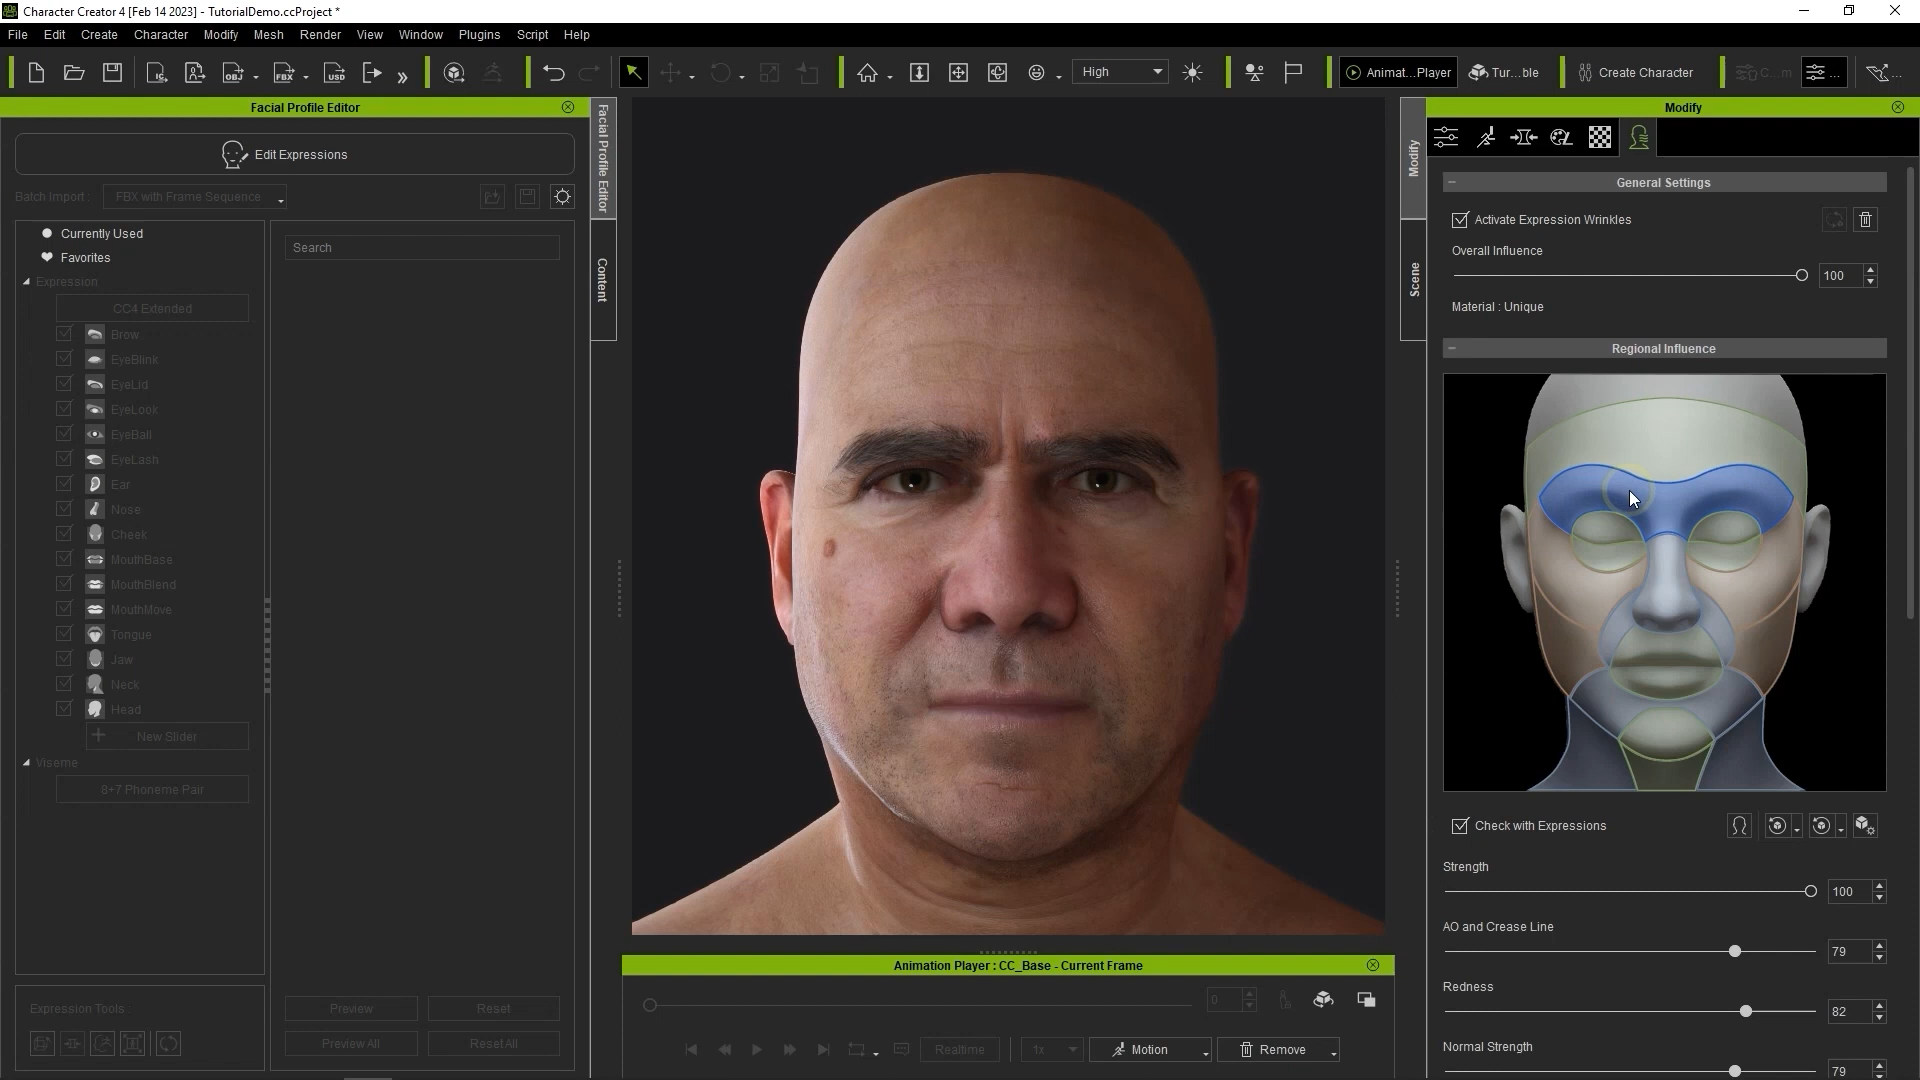 Character Creator 4 [Feb 14 2023] - TutorialDemo.ccProject *
File Edit Create Character Modify Mesh Render View Window Plugins Script Help
High
Animat...Player
Tur...ble
Create Character
C...m
...
Facial Profile Editor
Edit Expressions
Batch Import :
FBX with Frame Sequence
Currently Used
Favorites
Search
Expression
CC4 Extended
Brow
EyeBlink
EyeLid
EyeLook
EyeBall
EyeLash
Ear
Nose
Cheek
MouthBase
MouthBlend
MouthMove
Tongue
Jaw
Neck
Head
New Slider
Viseme
8+7 Phoneme Pair
Expression Tools :
Preview
Reset
Preview All
Reset All
Facial Profile Editor
Content
Animation Player : CC_Base - Current Frame
0
Realtime
1x
Motion
Remove
Modify
Scene
Modify
General Settings
Activate Expression Wrinkles
Overall Influence
100
Material : Unique
Regional Influence
Check with Expressions
Strength
100
AO and Crease Line
79
Redness
82
Normal Strength
79